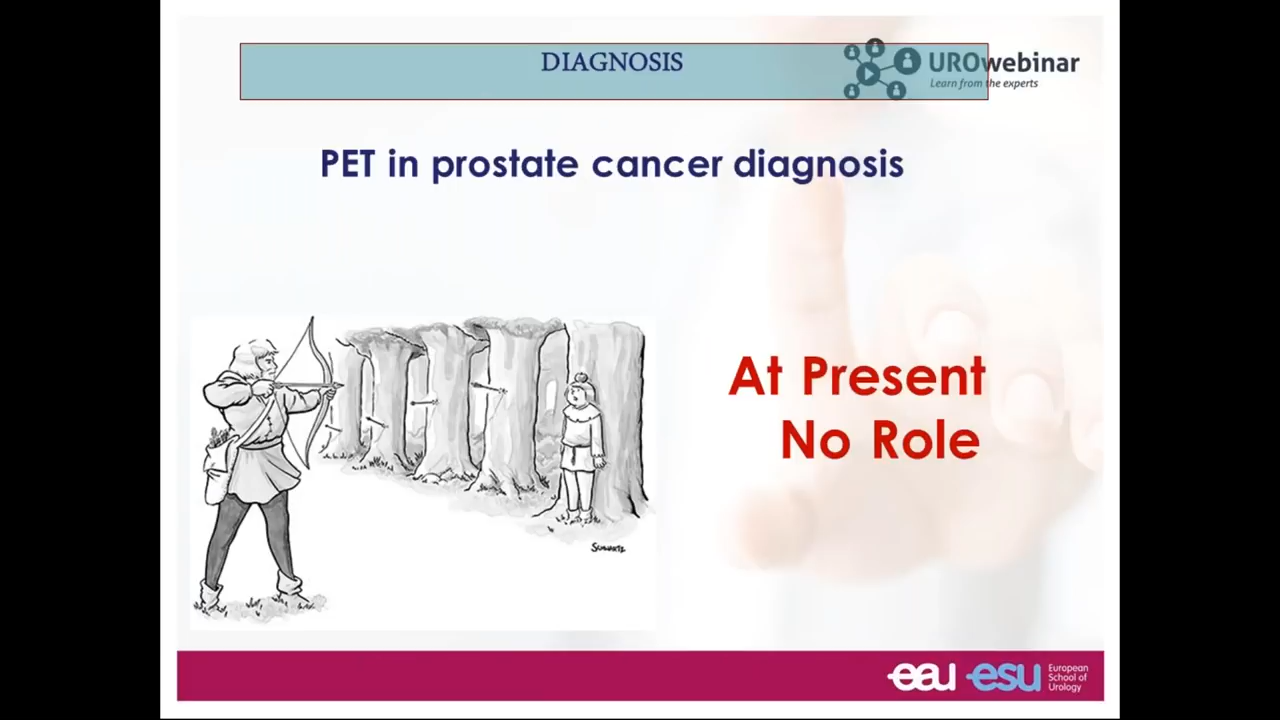 DIAGNOSIS
UROwebinar
Learn from the experts
PET in prostate cancer diagnosis
At Present
No Role
SCHWARTZ
eau esu
European
School of
Urology